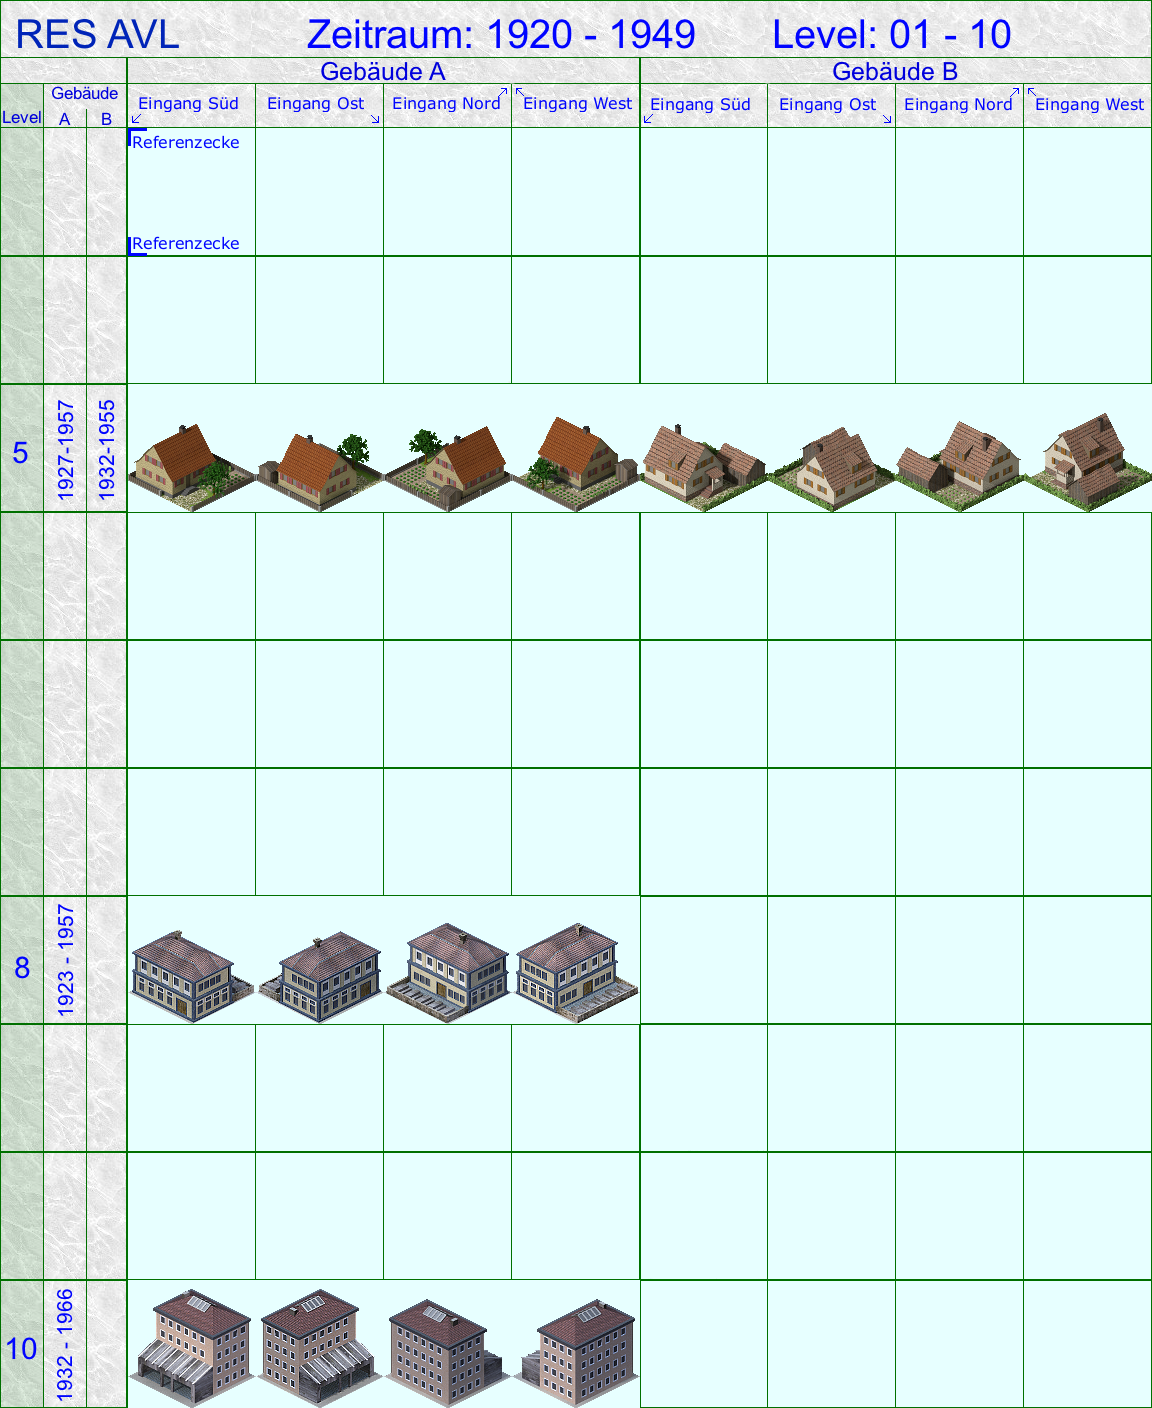 RES AVL Zeitraum: 1920 - 1949 Level: 01 - 10
Gebäude A Gebäude B
Gebäude
Level A B Eingang Süd Eingang Ost Eingang Nord Eingang West Eingang Süd Eingang Ost Eingang Nord Eingang West
Referenzecke
Referenzecke
5 1927-1957 1932-1955
8 1923 - 1957
10 1932 - 1966